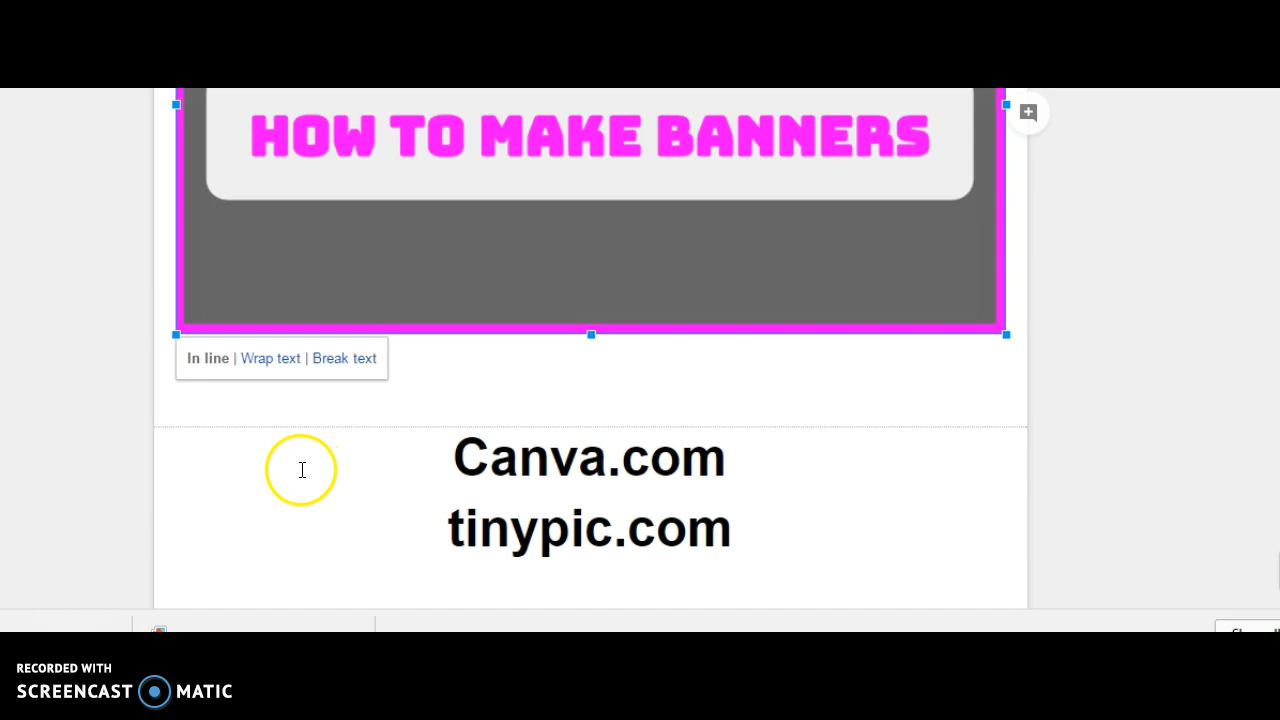 HOW TO MAKE BANNERS
In line | Wrap text | Break text
Canva.com
tinypic.com
RECORDED WITH
SCREENCAST MATIC